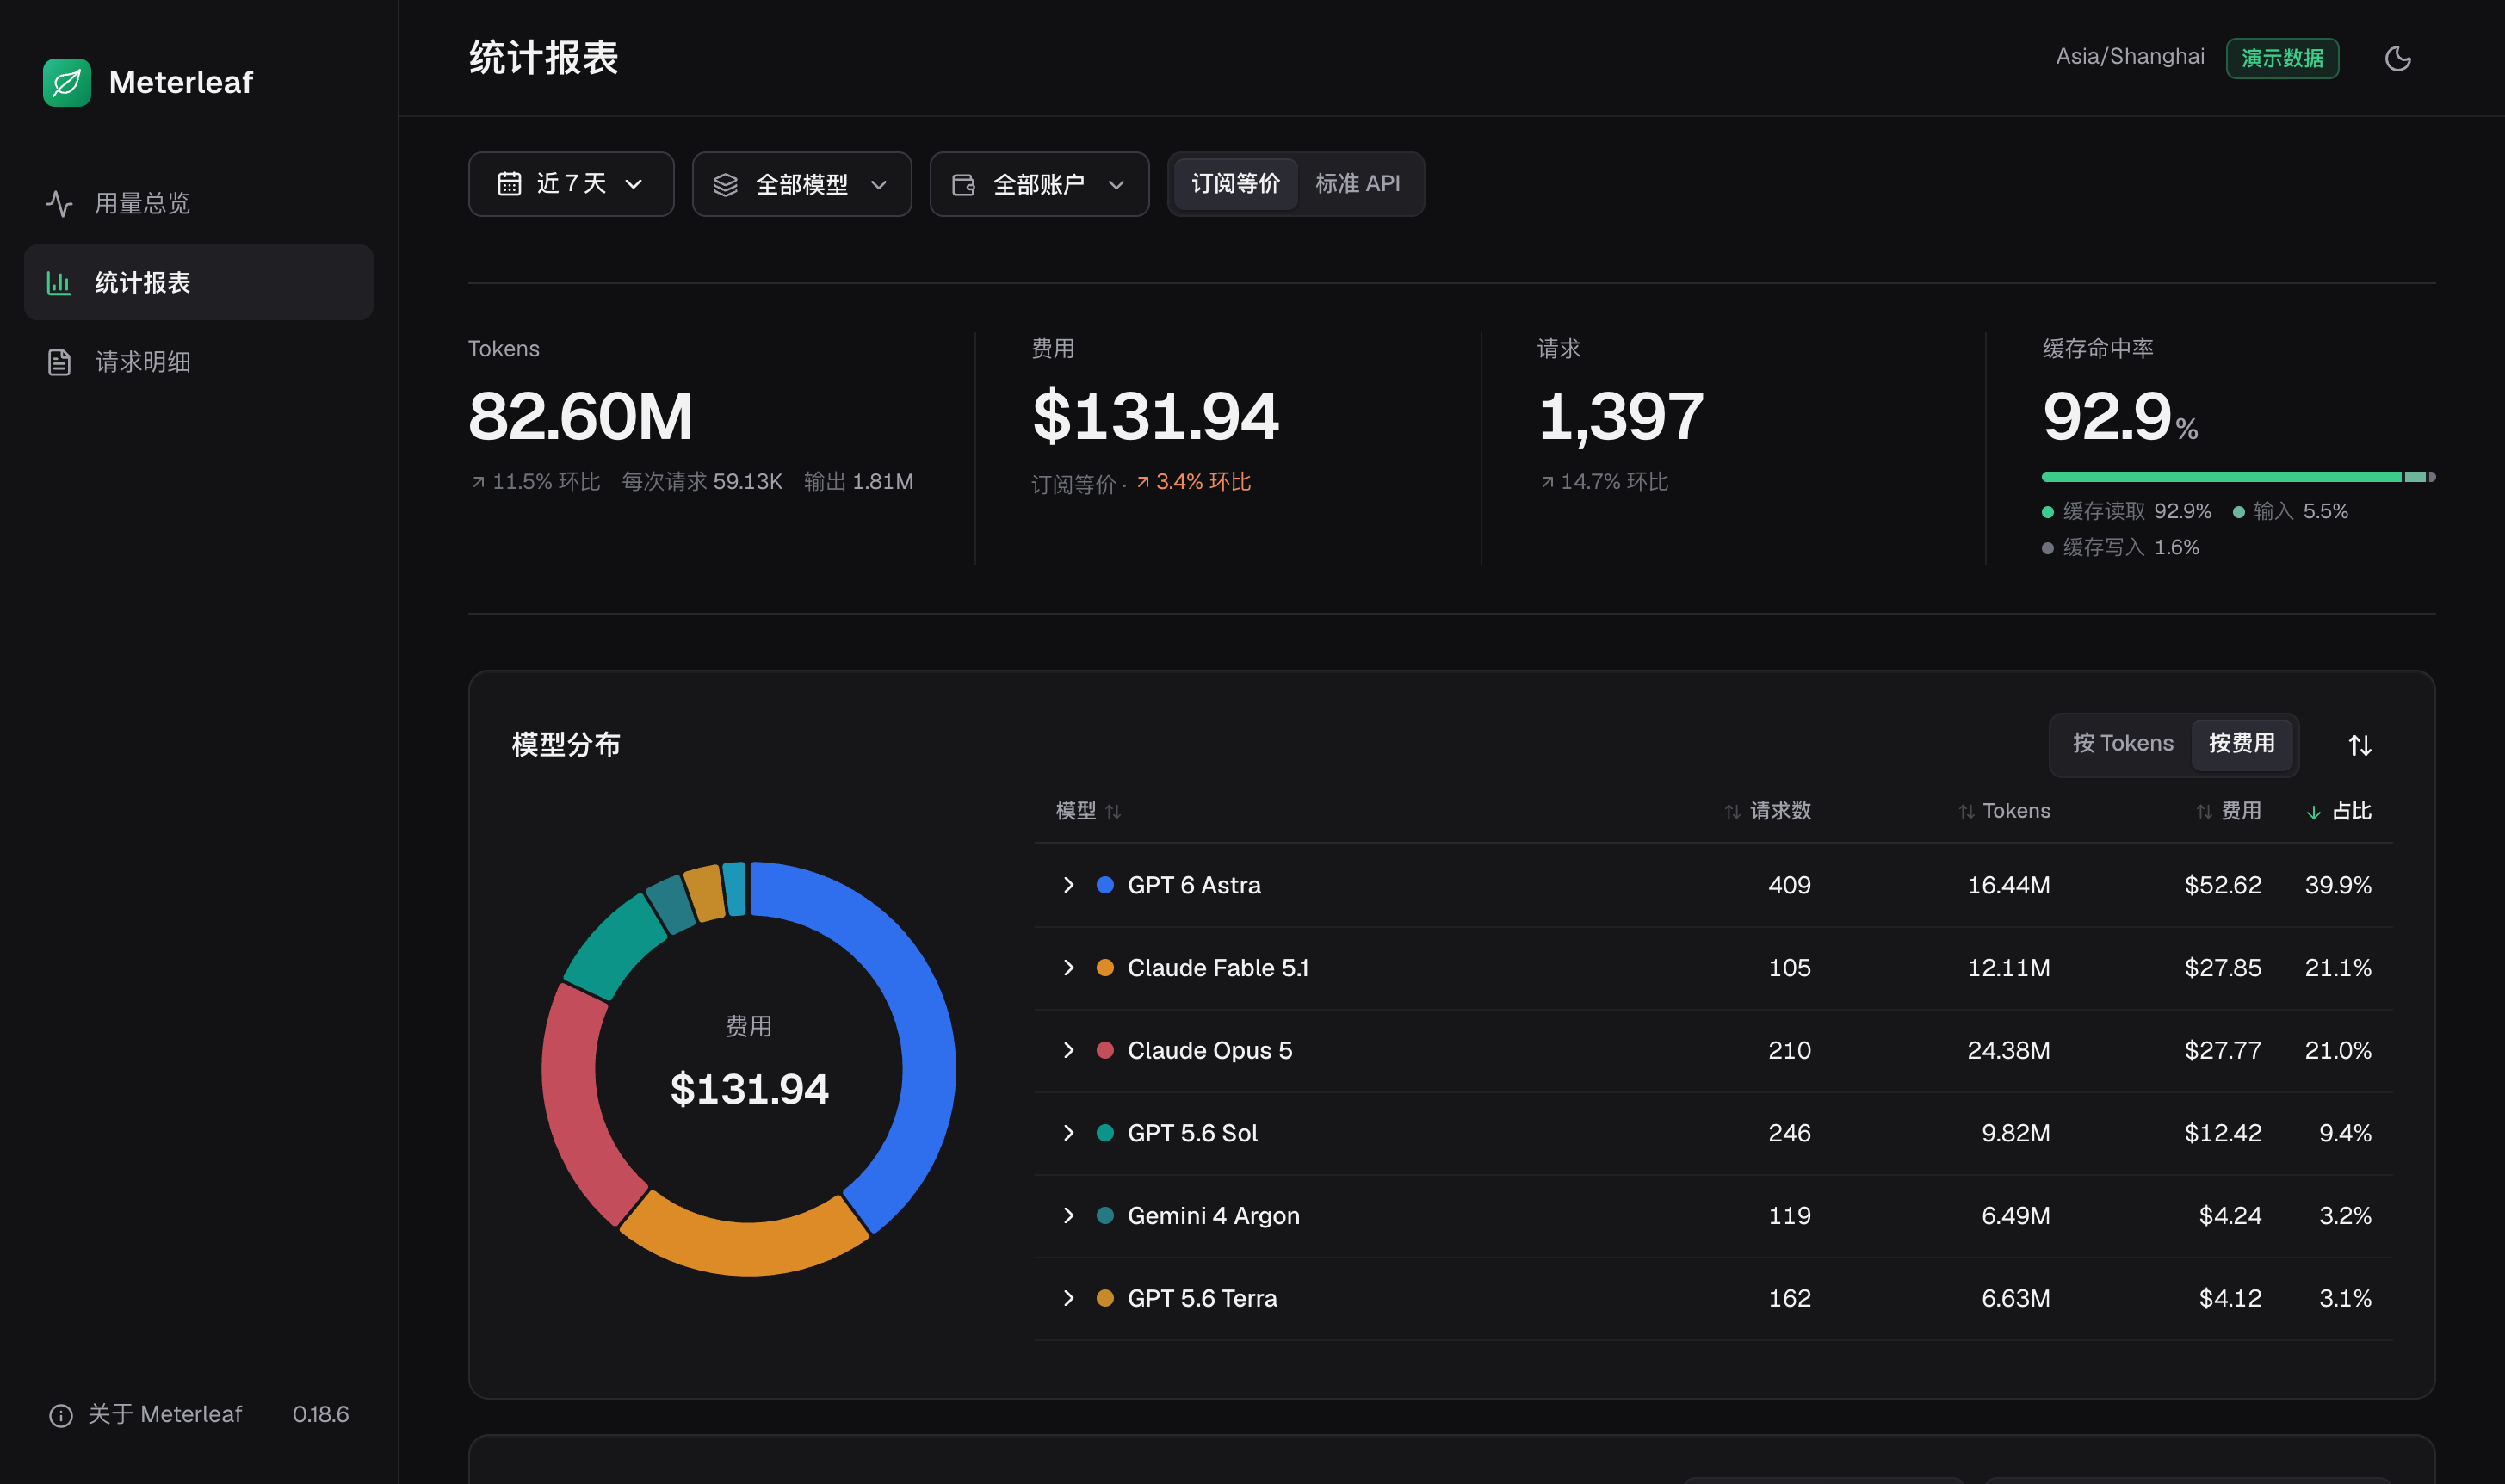 Meterleaf
用量总览
统计报表
请求明细
关于 Meterleaf 0.18.6
统计报表
Asia/Shanghai 演示数据
近 7 天 全部模型 全部账户 订阅等价 标准 API
Tokens
82.60M
11.5% 环比 每次请求 59.13K 输出 1.81M
费用
$131.94
订阅等价 · 3.4% 环比
请求
1,397
14.7% 环比
缓存命中率
92.9%
缓存读取 92.9% 输入 5.5%
缓存写入 1.6%
模型分布
按 Tokens 按费用
费用
$131.94
模型 请求数 Tokens 费用 占比
GPT 6 Astra 409 16.44M $52.62 39.9%
Claude Fable 5.1 105 12.11M $27.85 21.1%
Claude Opus 5 210 24.38M $27.77 21.0%
GPT 5.6 Sol 246 9.82M $12.42 9.4%
Gemini 4 Argon 119 6.49M $4.24 3.2%
GPT 5.6 Terra 162 6.63M $4.12 3.1%